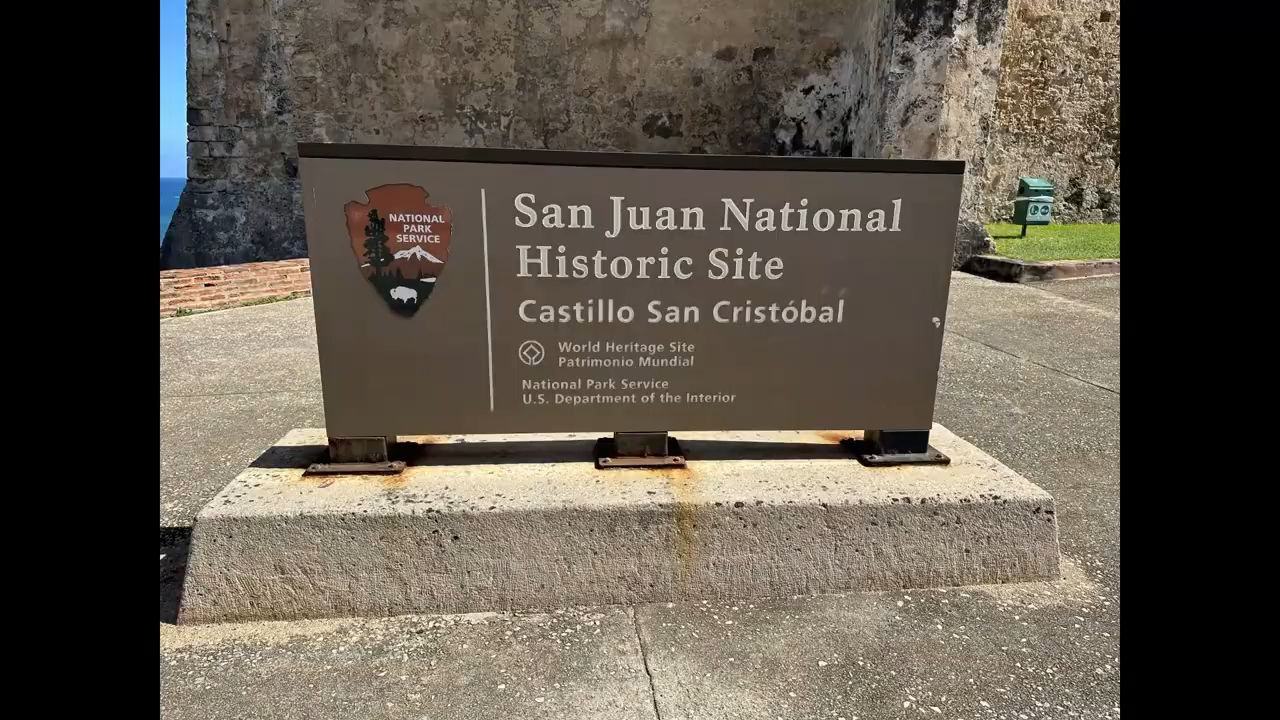 NATIONAL
PARK
SERVICE
San Juan National
Historic Site
Castillo San Cristóbal
World Heritage Site
Patrimonio Mundial
National Park Service
U.S. Department of the Interior